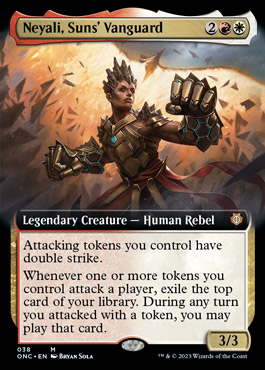 Neyali, Suns' Vanguard 2
Legendary Creature — Human Rebel
Attacking tokens you control have
double strike.
Whenever one or more tokens you
control attack a player, exile the top
card of your library. During any turn
you attacked with a token, you may
play that card.
3/3
038 M
ONC • EN BRYAN SOLA
™ & © 2023 Wizards of the Coast